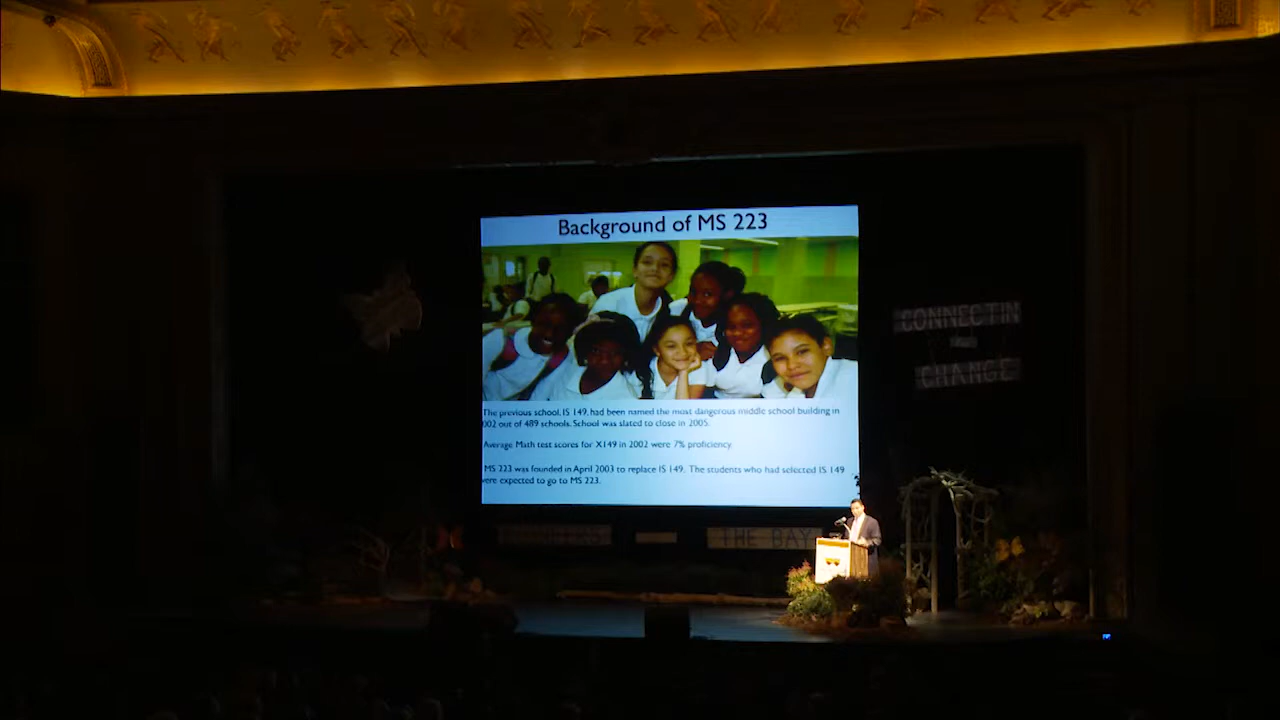 Background of MS 223
The previous school, IS 149, had been named the most dangerous middle school building in
002 out of 489 schools. School was slated to close in 2005.
Average Math test scores for X149 in 2002 were 7% proficiency
MS 223 was founded in April 2003 to replace IS 149. The students who had selected IS 149
were expected to go to MS 223.
CONNECTIN
CHANGE
THE BAY